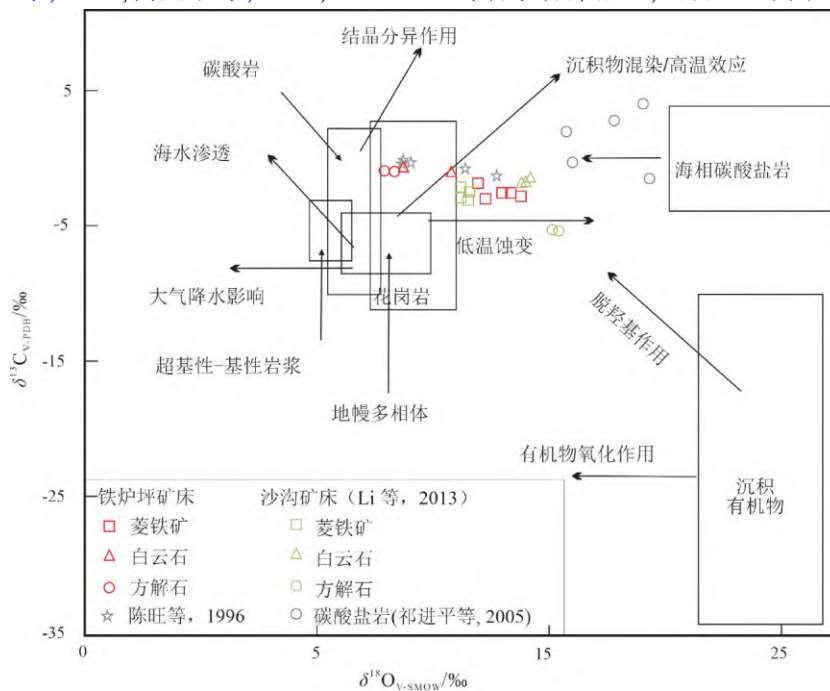 结晶分异作用
碳酸岩
沉积物混染/高温效应
5
海水渗透
海相碳酸盐岩
-5
低温蚀变
大气降水影响
花岗岩
脱羟基作用
δ¹³C V-PDB/‰
超基性-基性岩浆
-15
地幔多相体
有机物氧化作用
沉积
有机物
-25
铁炉坪矿床
沙沟矿床（Li 等，2013）
菱铁矿
菱铁矿
白云石
白云石
方解石
方解石
陈旺等，1996
碳酸盐岩(祁进平等, 2005)
-35
0
5
15
25
δ¹⁸O V-SMOW/‰